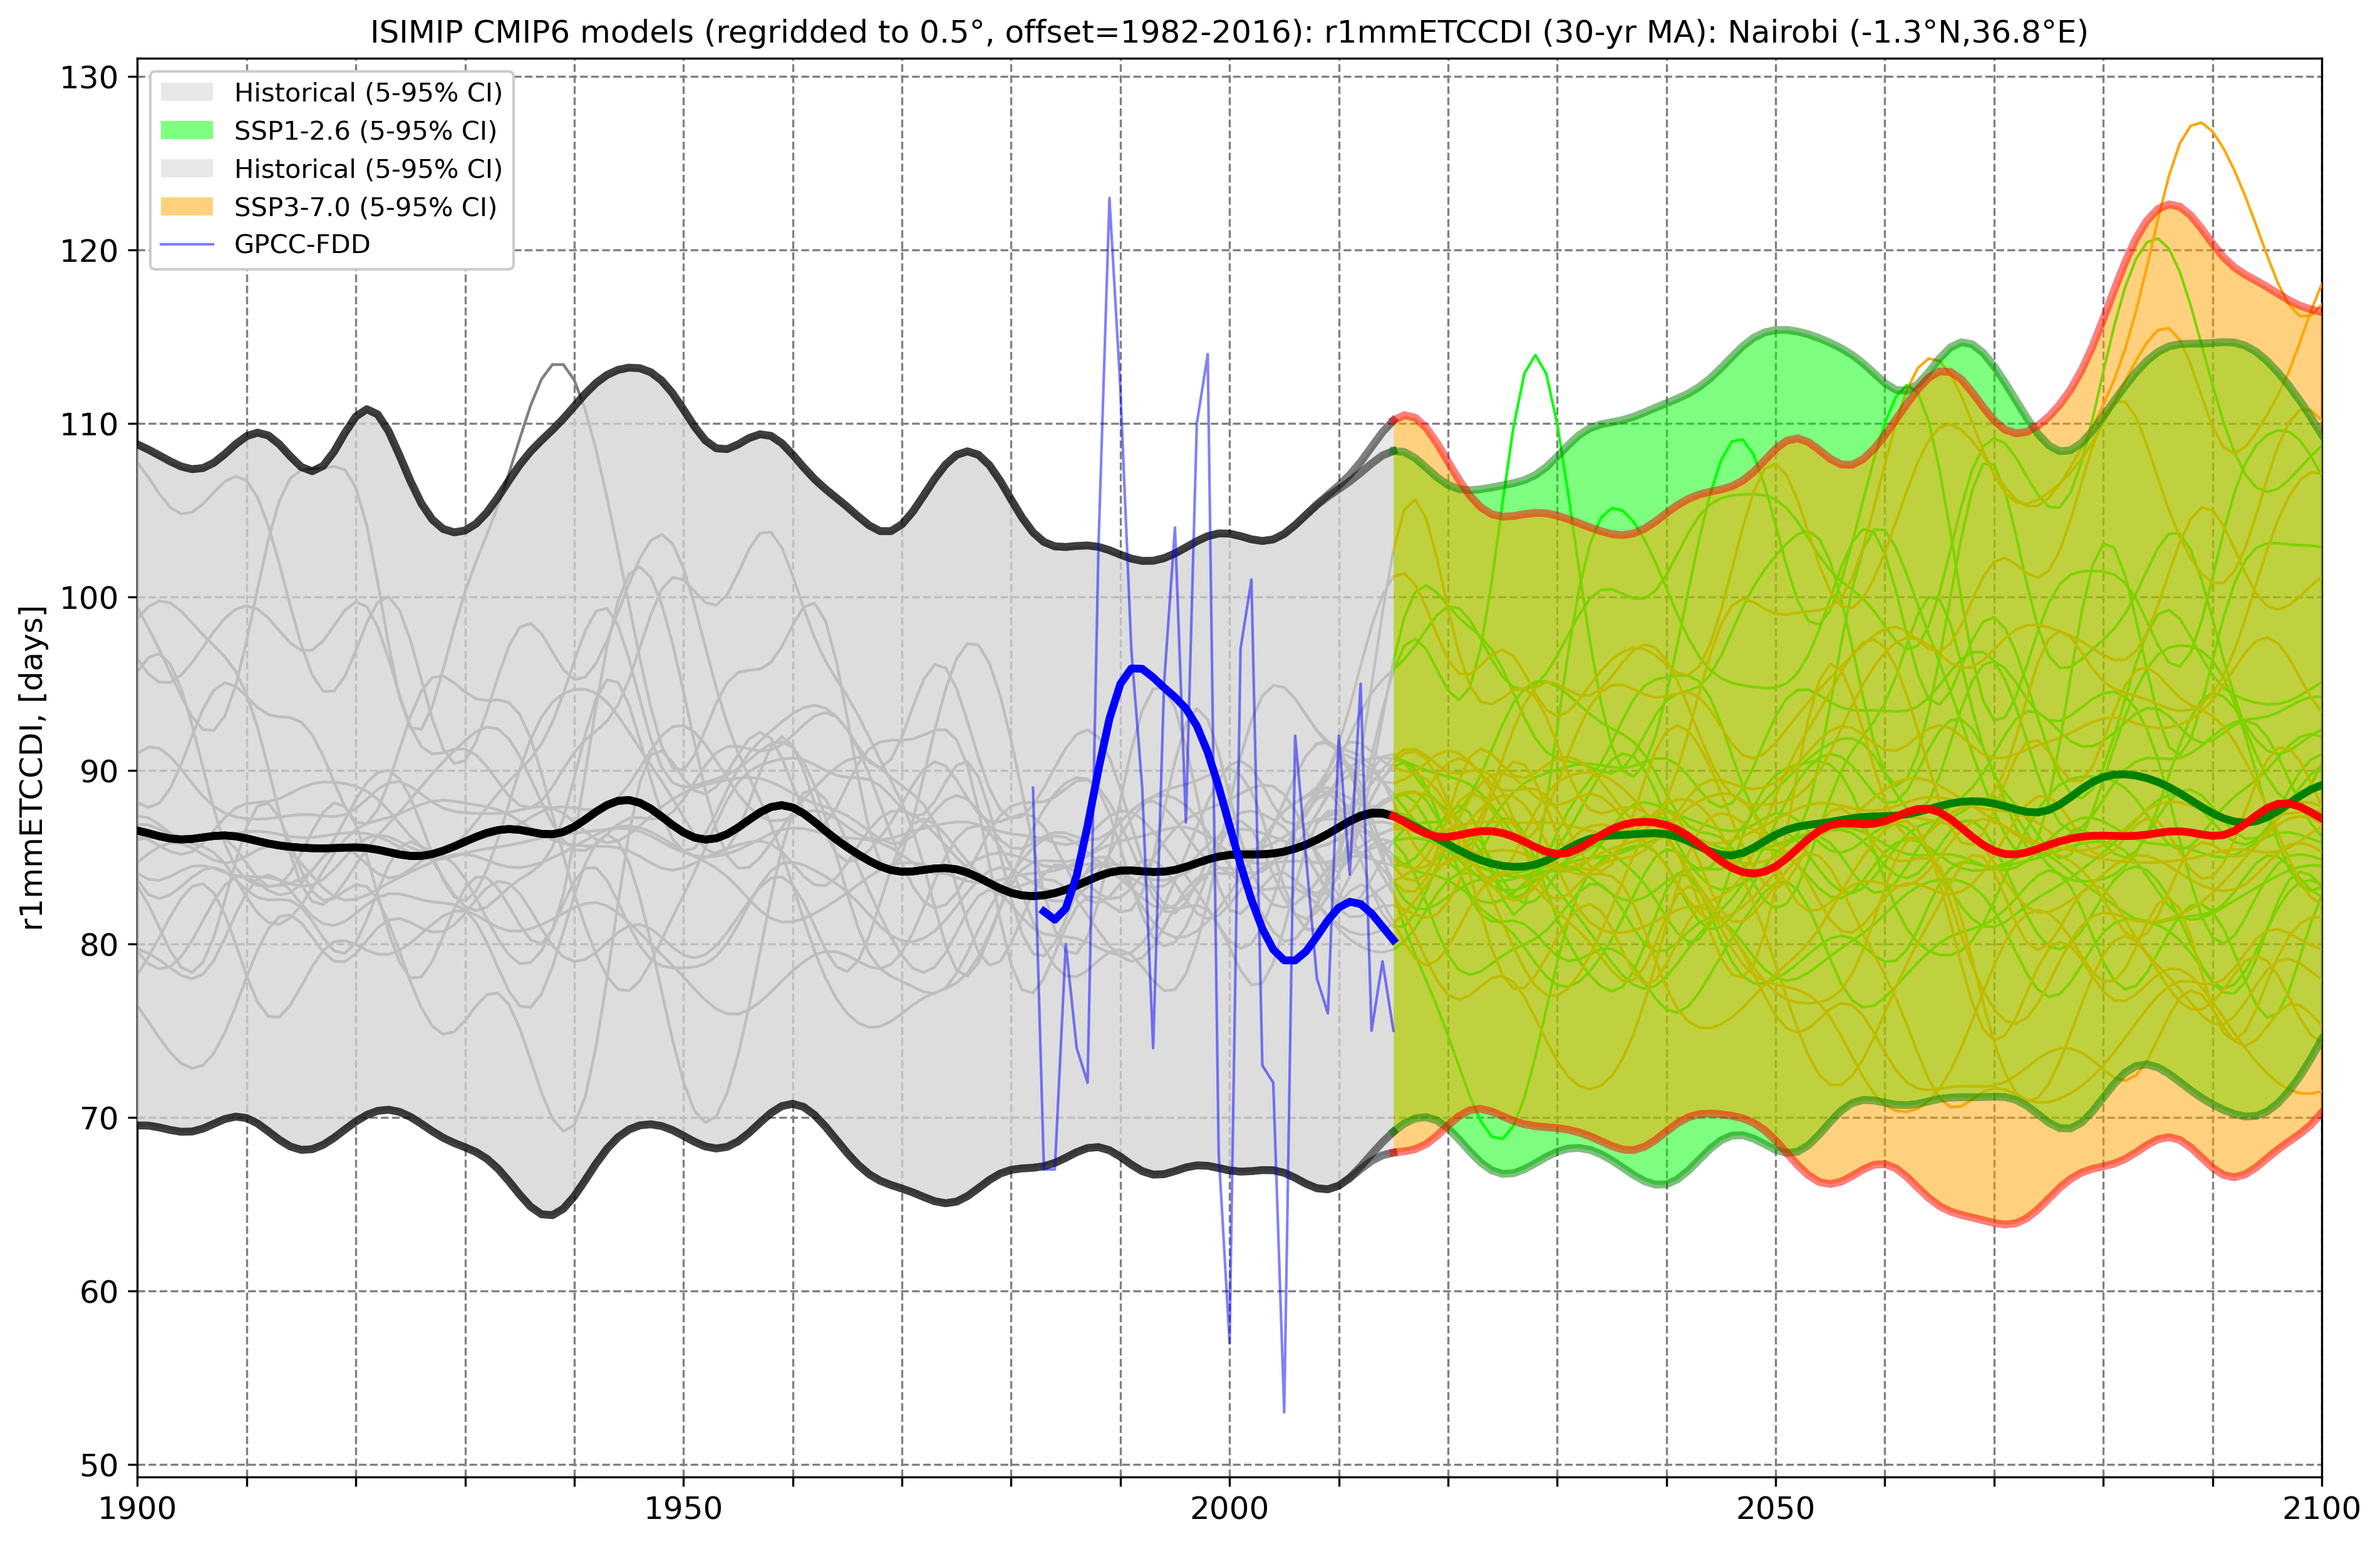 ISIMIP CMIP6 models (regridded to 0.5°, offset=1982-2016): r1mmETCCDI (30-yr MA): Nairobi (-1.3°N,36.8°E)
130
120
110
100
90
80
70
60
50
r1mmETCCDI, [days]
Historical (5-95% CI)
SSP1-2.6 (5-95% CI)
Historical (5-95% CI)
SSP3-7.0 (5-95% CI)
GPCC-FDD
1900 1950 2000 2050 2100